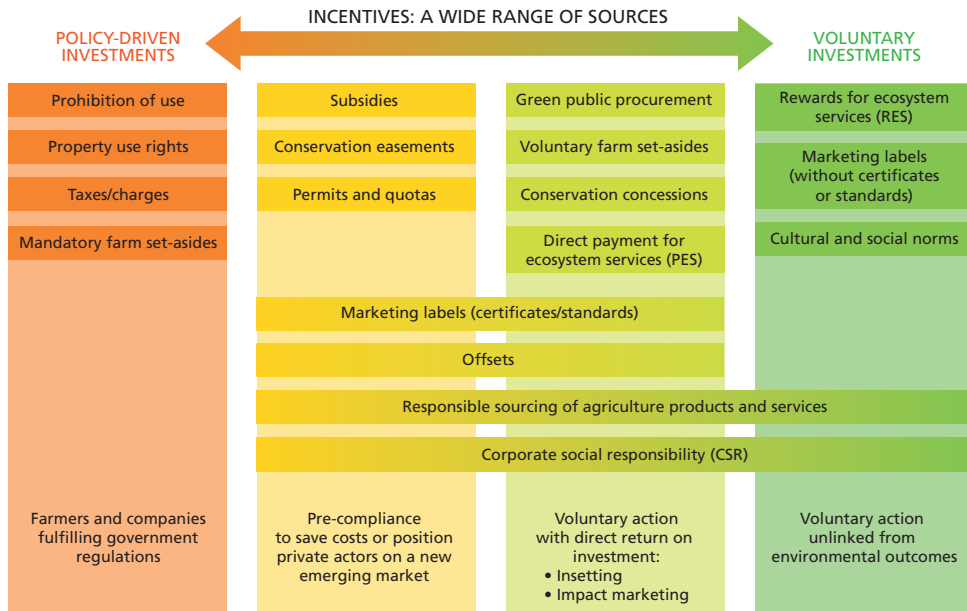 INCENTIVES: A WIDE RANGE OF SOURCES
POLICY-DRIVEN
INVESTMENTS
VOLUNTARY
INVESTMENTS
Prohibition of use
Property use rights
Taxes/charges
Mandatory farm set-asides
Subsidies
Conservation easements
Permits and quotas
Green public procurement
Voluntary farm set-asides
Conservation concessions
Direct payment for
ecosystem services (PES)
Rewards for ecosystem
services (RES)
Marketing labels
(without certificates
or standards)
Cultural and social norms
Marketing labels (certificates/standards)
Offsets
Responsible sourcing of agriculture products and services
Corporate social responsibility (CSR)
Farmers and companies
fulfilling government
regulations
Pre-compliance
to save costs or position
private actors on a new
emerging market
Voluntary action
with direct return on
investment:
• Insetting
• Impact marketing
Voluntary action
unlinked from
environmental outcomes